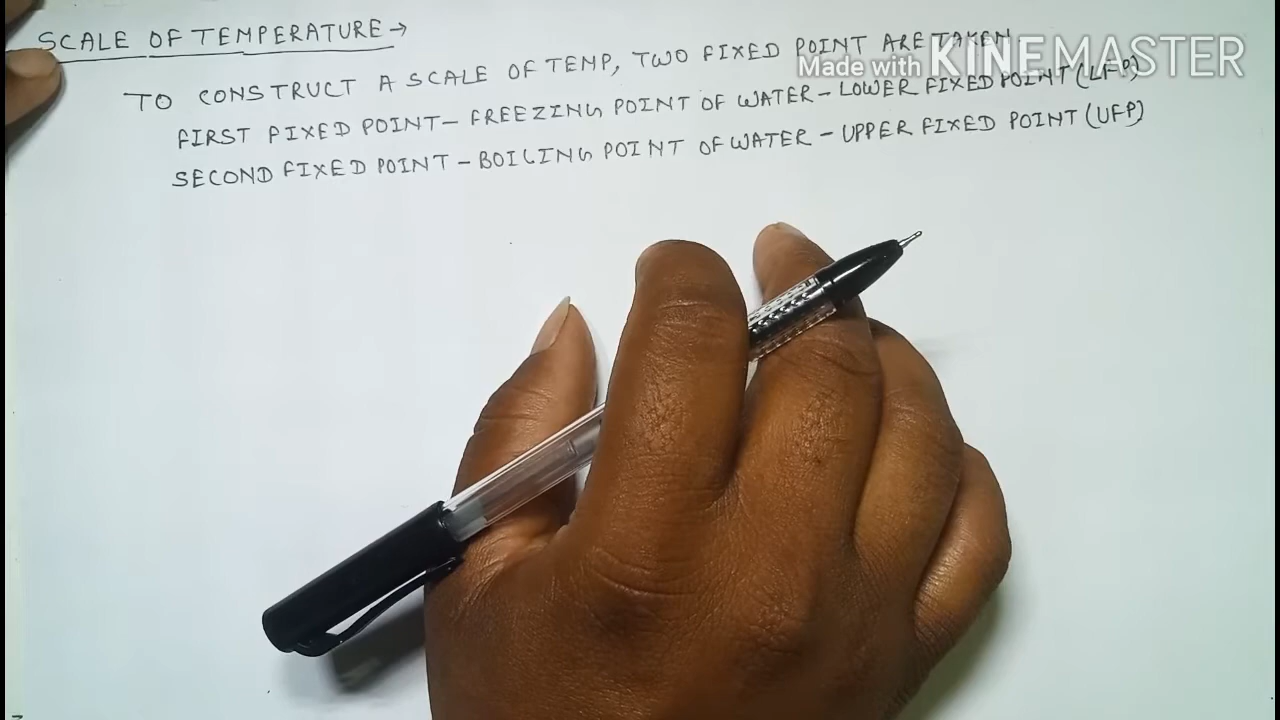 SCALE OF TEMPERATURE →
TO CONSTRUCT A SCALE OF TEMP, TWO FIXED POINT ARE TAKEN
Made with KINEMASTER
FIRST FIXED POINT - FREEZING POINT OF WATER - LOWER FIXED POINT (LFP)
SECOND FIXED POINT - BOILING POINT OF WATER - UPPER FIXED POINT (UFP)